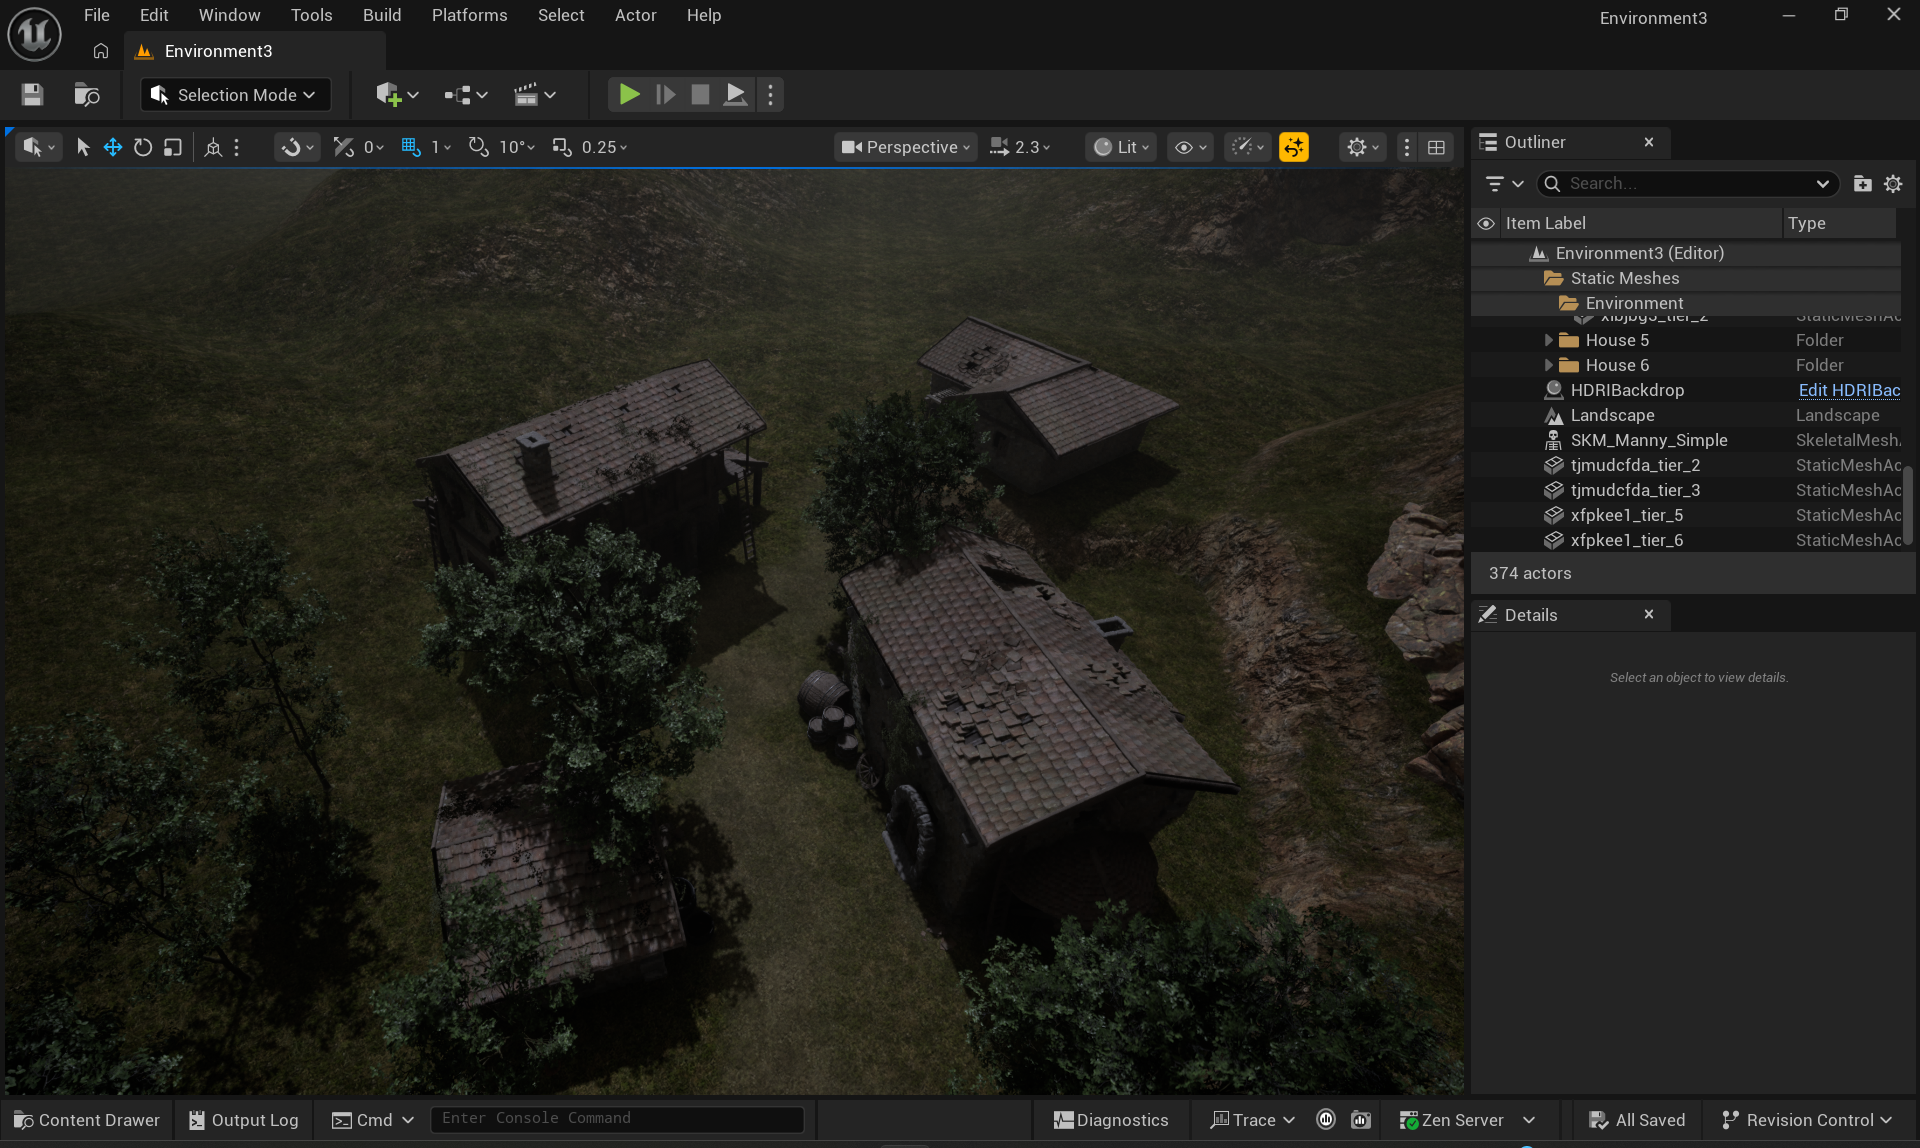 File Edit Window Tools Build Platforms Select Actor Help
Environment3
Environment3
Selection Mode
0 1 10° 0.25 Perspective 2.3 Lit
Outliner
Search...
Item Label Type
Environment3 (Editor)
Static Meshes
Environment
House 5 Folder
House 6 Folder
HDRIBackdrop Edit HDRIBac
Landscape Landscape
SKM_Manny_Simple SkeletalMesh
tjmudcfda_tier_2 StaticMeshAc
tjmudcfda_tier_3 StaticMeshAc
xfpkee1_tier_5 StaticMeshAc
xfpkee1_tier_6 StaticMeshAc
374 actors
Details
Select an object to view details.
Content Drawer Output Log Cmd Enter Console Command Diagnostics Trace Zen Server All Saved Revision Control